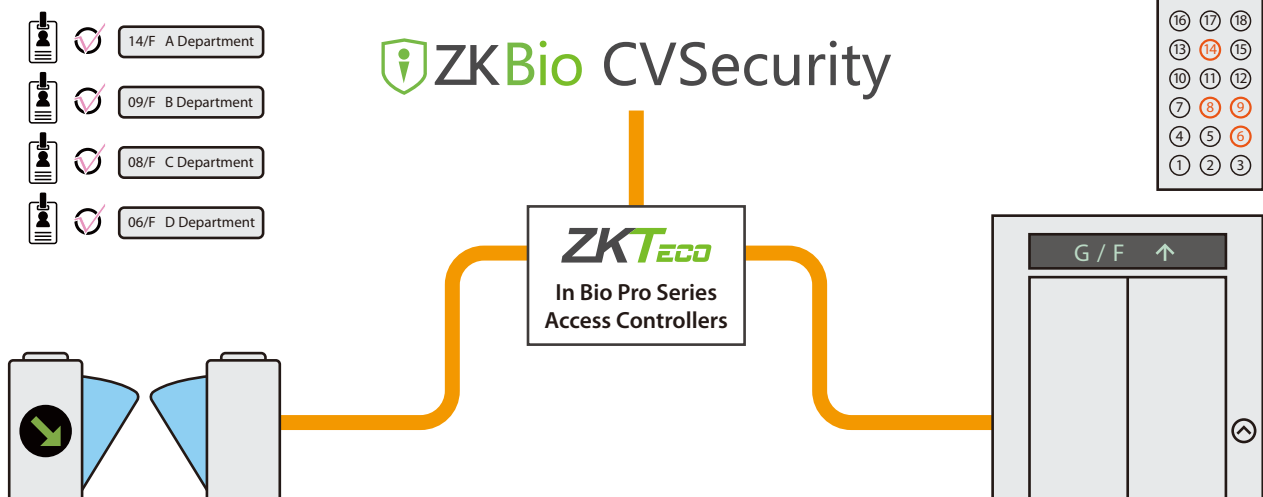 14/F A Department
09/F B Department
08/F C Department
06/F D Department
ZKBio CVSecurity
16 17 18
13 14 15
10 11 12
7 8 9
4 5 6
1 2 3
ZKTECO
In Bio Pro Series
Access Controllers
G / F ↑